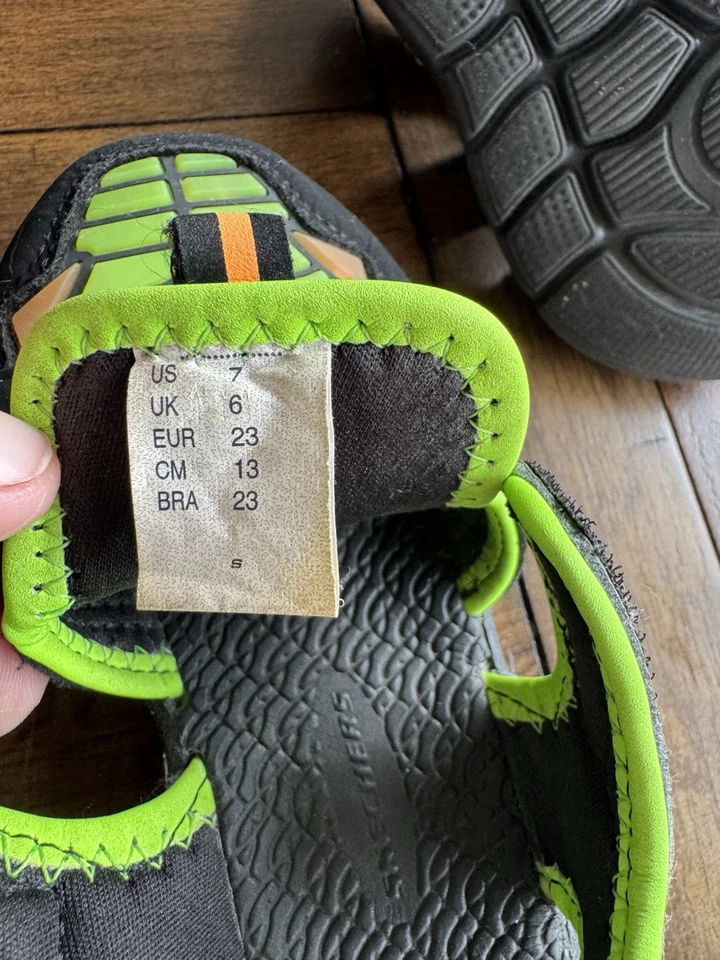 US 7
UK 6
EUR 23
CM 13
BRA 23
S
SKECHERS